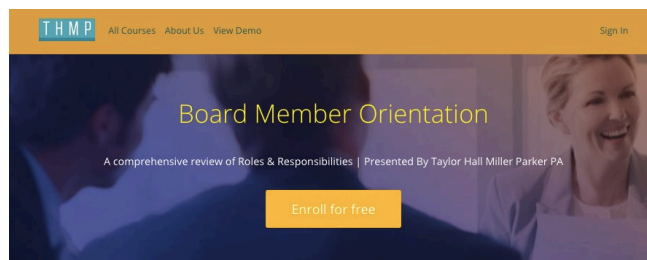 THMP All Courses About Us View Demo Sign In
Board Member Orientation
A comprehensive review of Roles & Responsibilities | Presented By Taylor Hall Miller Parker PA
Enroll for free